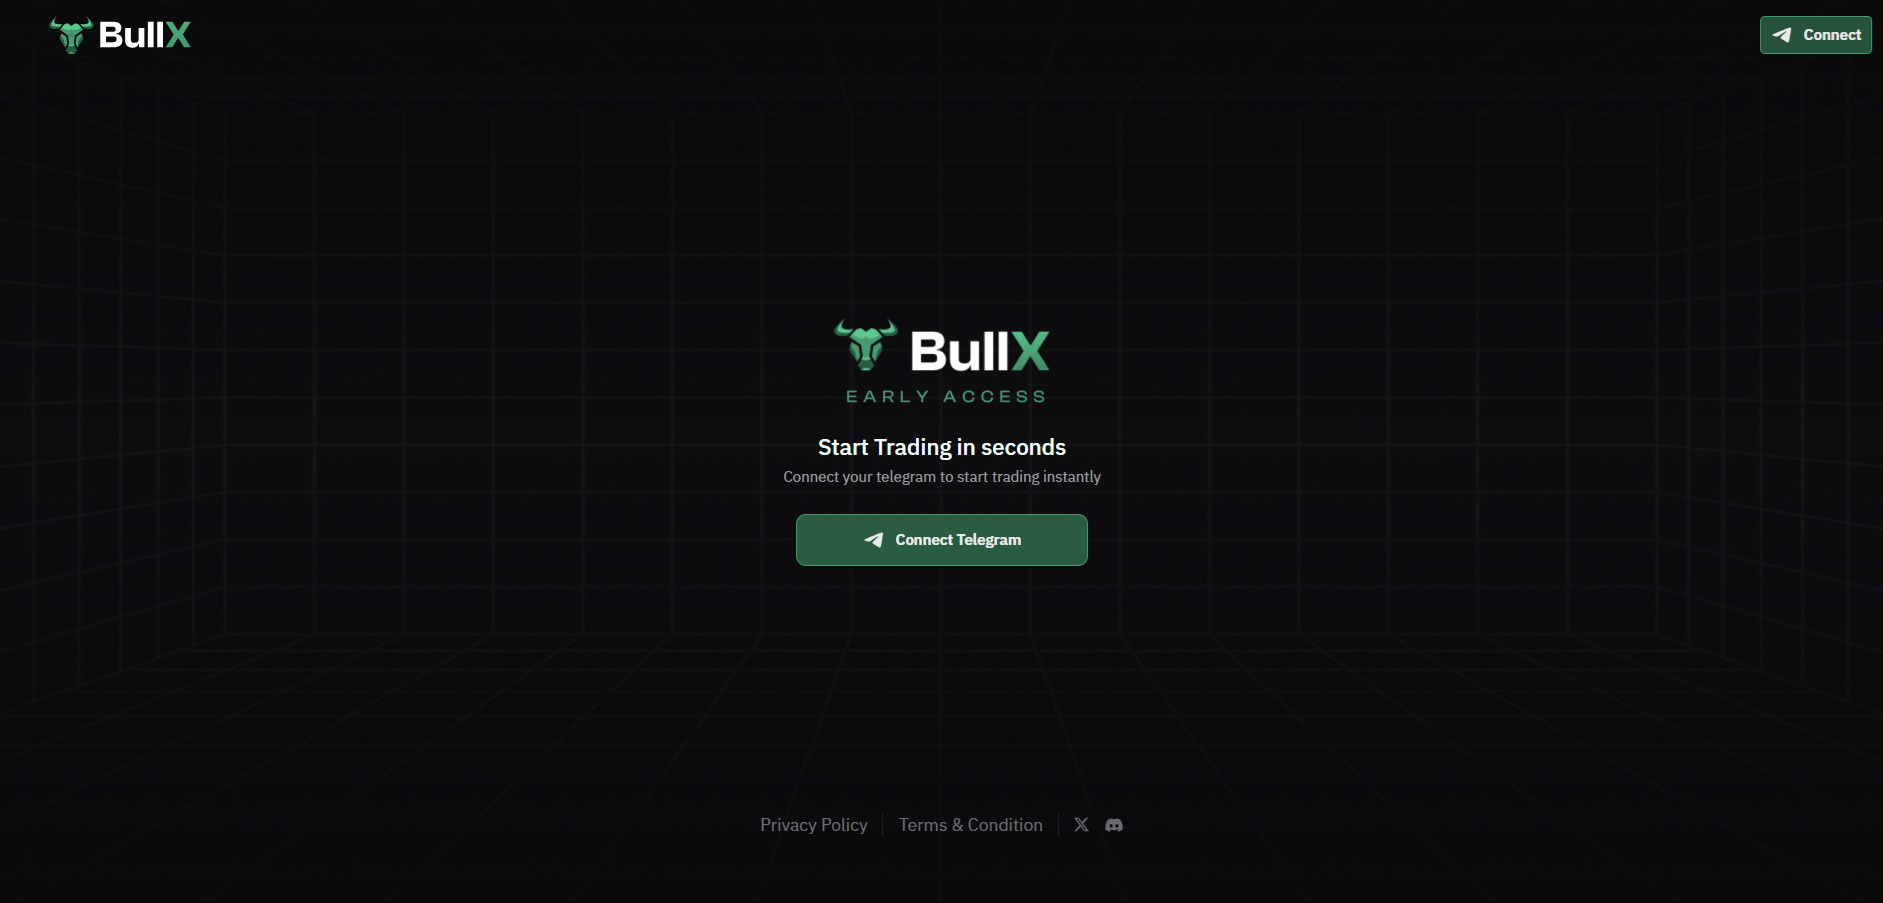 BullX
Connect
BullX
EARLY ACCESS
Start Trading in seconds
Connect your telegram to start trading instantly
Connect Telegram
Privacy Policy
Terms & Condition